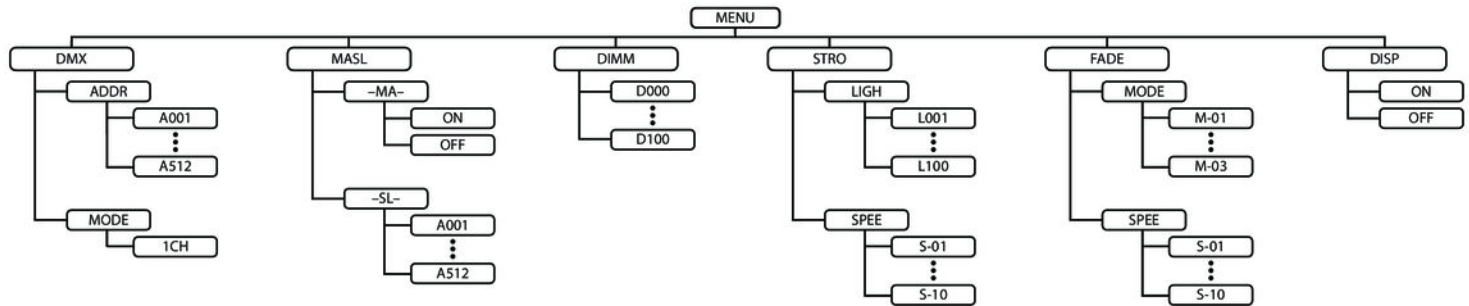 MENU
DMX
ADDR
A001
A512
MODE
1CH
MASL
–MA–
ON
OFF
–SL–
A001
A512
DIMM
D000
D100
STRO
LIGH
L001
L100
SPEE
S-01
S-10
FADE
MODE
M-01
M-03
SPEE
S-01
S-10
DISP
ON
OFF